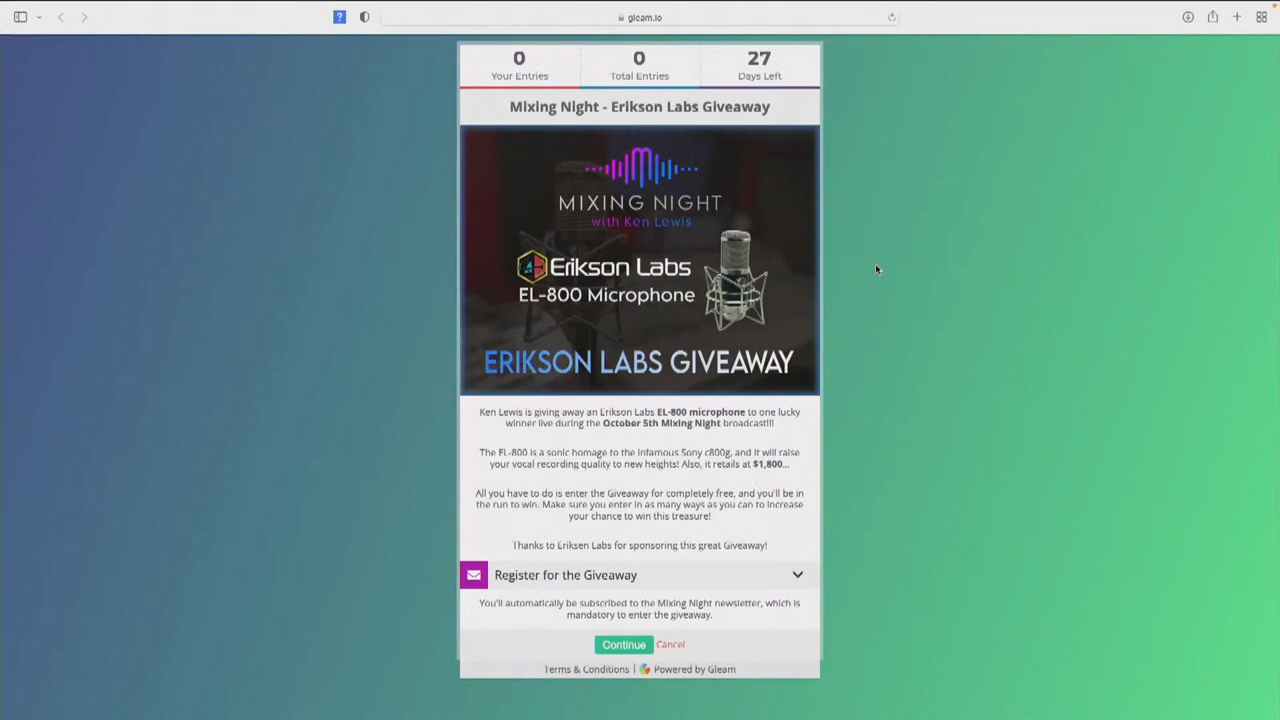 gleam.io
0
Your Entries
0
Total Entries
27
Days Left
Mixing Night - Erikson Labs Giveaway
MIXING NIGHT
with Ken Lewis
Erikson Labs
EL-800 Microphone
ERIKSON LABS GIVEAWAY
Ken Lewis is giving away an Erikson Labs EL-800 microphone to one lucky
winner live during the October 5th Mixing Night broadcast!!!
The EL-800 is a sonic homage to the infamous Sony c800g, and it will raise
your vocal recording quality to new heights! Also, it retails at $1,800...
All you have to do is enter the Giveaway for completely free, and you'll be in
the run to win. Make sure you enter in as many ways as you can to increase
your chance to win this treasure!
Thanks to Eriksen Labs for sponsoring this great Giveaway!
Register for the Giveaway
You'll automatically be subscribed to the Mixing Night newsletter, which is
mandatory to enter the giveaway.
Continue Cancel
Terms & Conditions | Powered by Gleam